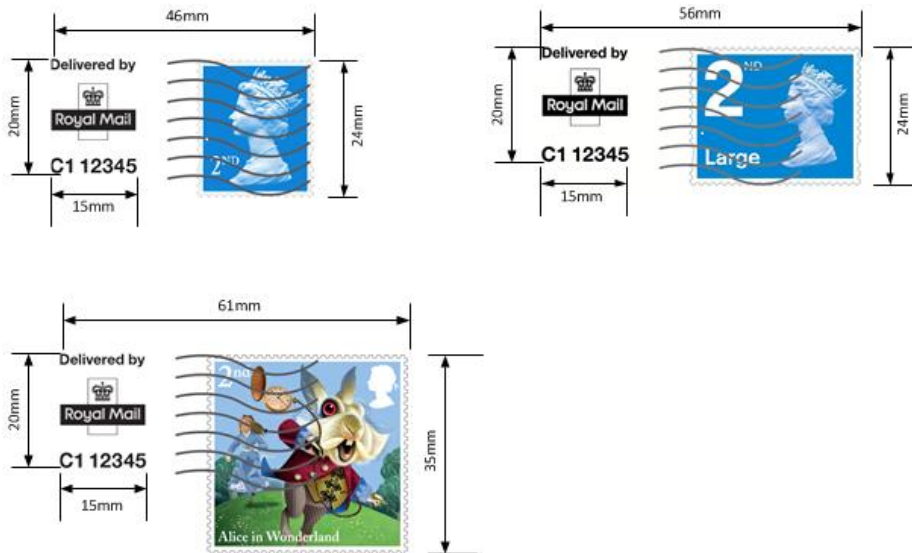 46mm
Delivered by
Royal Mail
C1 12345
20mm
15mm
2ND
24mm
56mm
Delivered by
Royal Mail
C1 12345
20mm
15mm
2ND
Large
24mm
61mm
Delivered by
Royal Mail
C1 12345
20mm
15mm
2nd
Alice in Wonderland
35mm